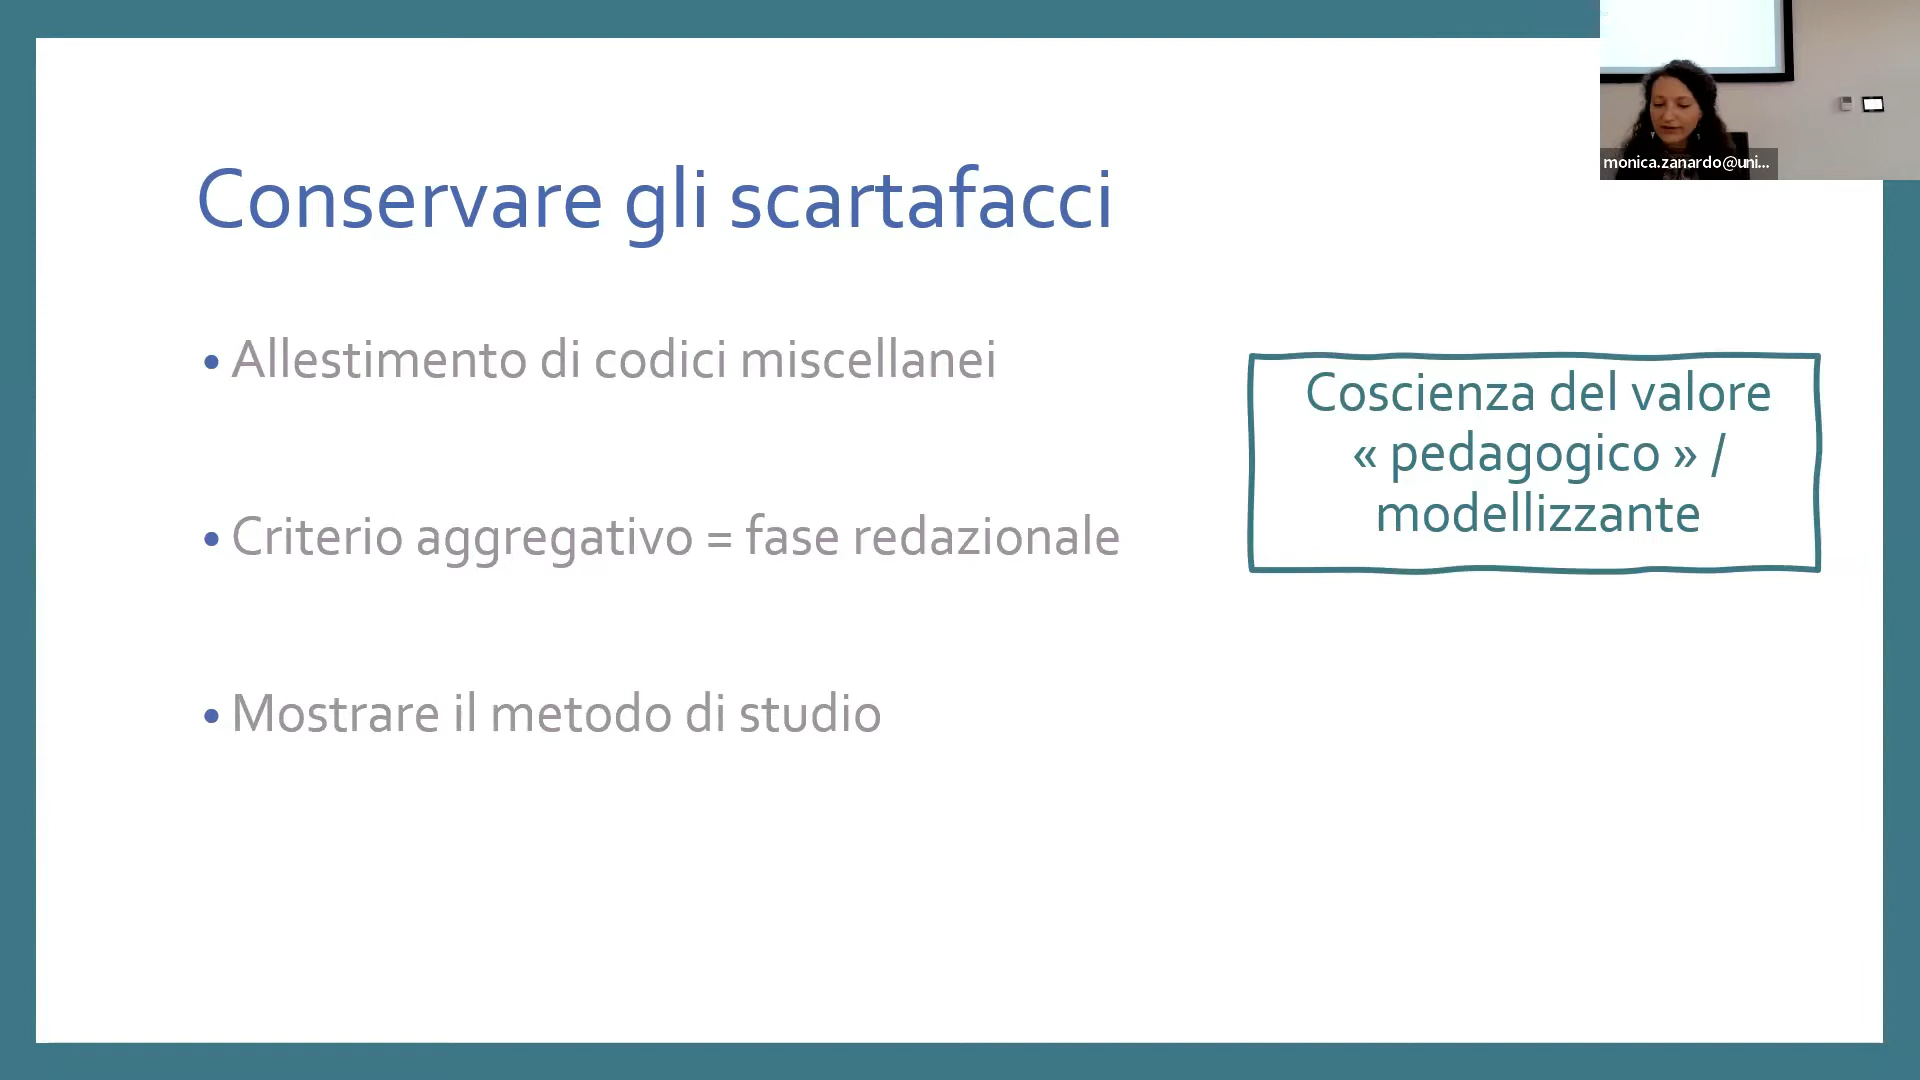 Conservare gli scartafacci
• Allestimento di codici miscellanei
• Criterio aggregativo = fase redazionale
• Mostrare il metodo di studio
Coscienza del valore
« pedagogico » /
modellizzante
monica.zanardo@uni...